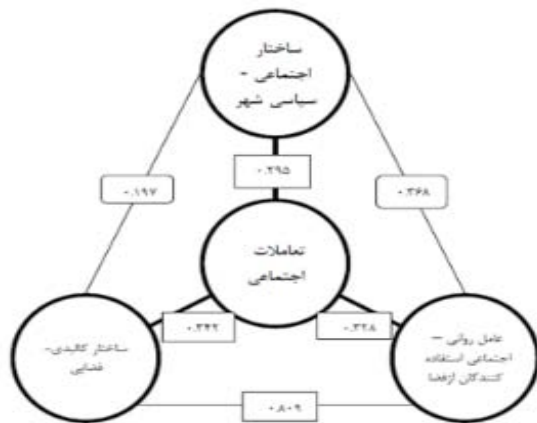 ساختار
اجتماعی -
سیاسی شهر
۰.۲۹۵
۰.۱۹۷
۰.۳۶۸
تعاملات
اجتماعی
۰.۲۴۲
۰.۳۲۸
ساختار کالبدی-
فضایی
عامل روانی –
اجتماعی استفاده
کنندگان ازفضا
۰.۸۰۹